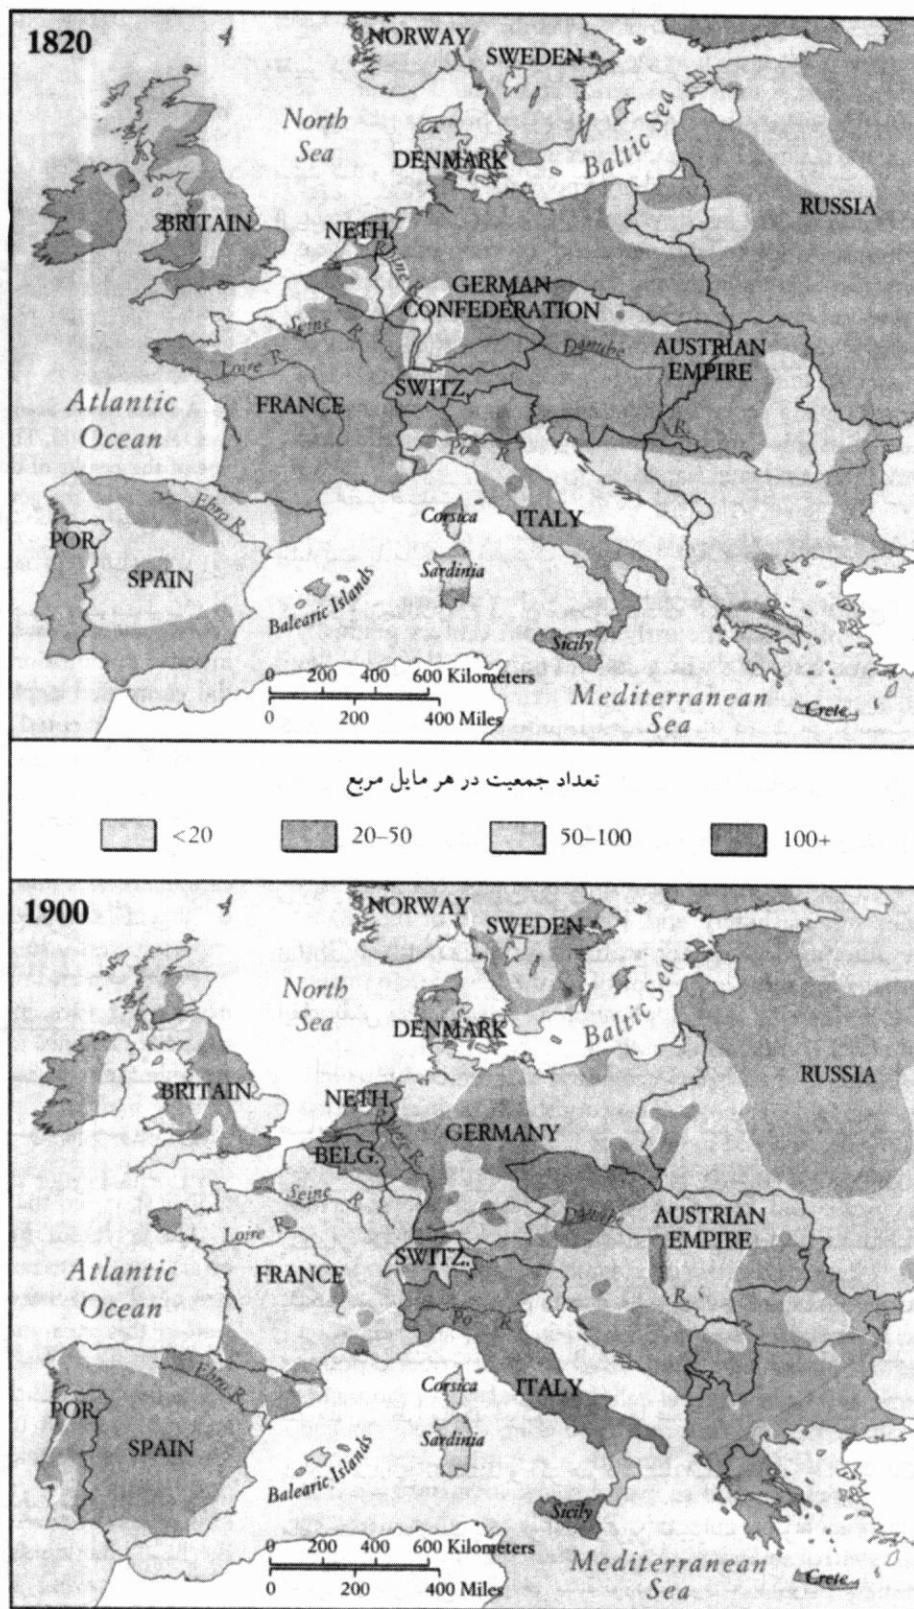 1820
NORWAY
SWEDEN
North
Sea
Baltic Sea
DENMARK
RUSSIA
BRITAIN
NETH.
Rhine R.
GERMAN
CONFEDERATION
Seine R.
Loire R.
Danube
R.
AUSTRIAN
EMPIRE
SWITZ.
FRANCE
Atlantic
Ocean
Po R.
Ebro R.
Corsica
ITALY
POR.
SPAIN
Sardinia
Balearic Islands
Sicily
0 200 400 600 Kilometers
0 200 400 Miles
Mediterranean
Sea
Crete
تعداد جمعیت در هر مایل مربع
<20 20–50 50–100 100+
1900
NORWAY
SWEDEN
North
Sea
Baltic Sea
DENMARK
RUSSIA
BRITAIN
NETH.
Rhine R.
GERMANY
BELG.
Seine R.
Loire R.
Danube
R.
AUSTRIAN
EMPIRE
SWITZ.
FRANCE
Atlantic
Ocean
Po R.
Ebro R.
Corsica
ITALY
POR.
SPAIN
Sardinia
Balearic Islands
Sicily
0 200 400 600 Kilometers
0 200 400 Miles
Mediterranean
Sea
Crete